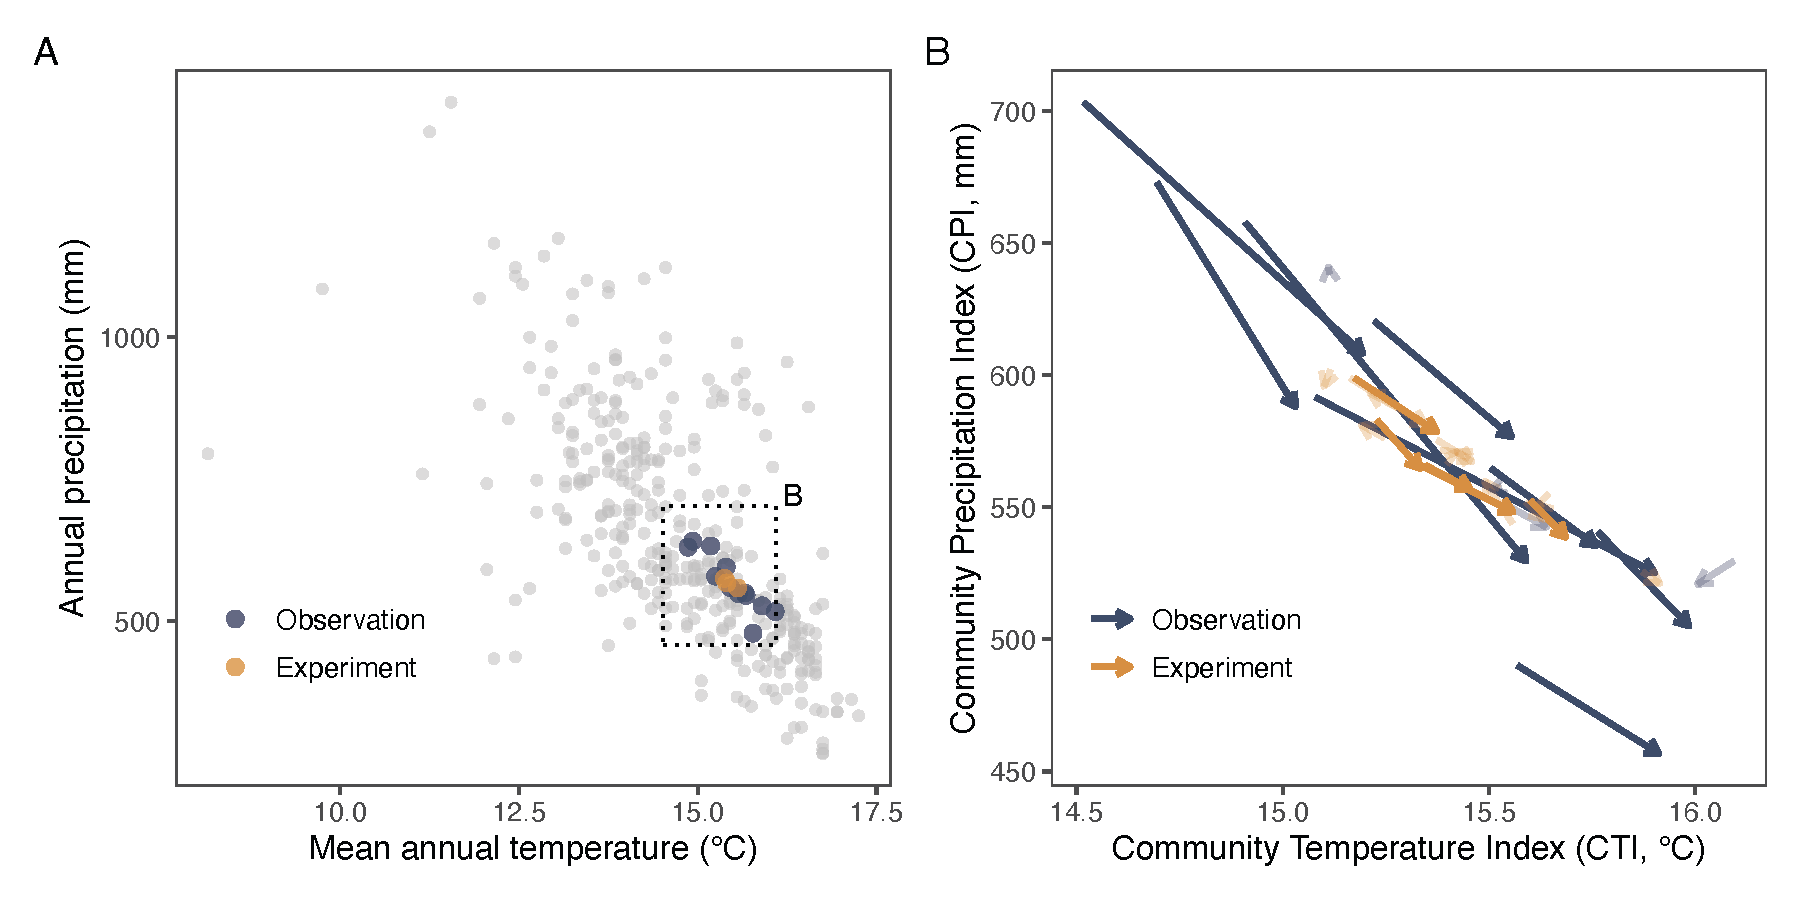 A
Annual precipitation (mm)
1000
500
B
Observation
Experiment
10.0
12.5
15.0
17.5
Mean annual temperature (°C)
B
Community Precipitation Index (CPI, mm)
700
650
600
550
500
450
Observation
Experiment
14.5
15.0
15.5
16.0
Community Temperature Index (CTI, °C)